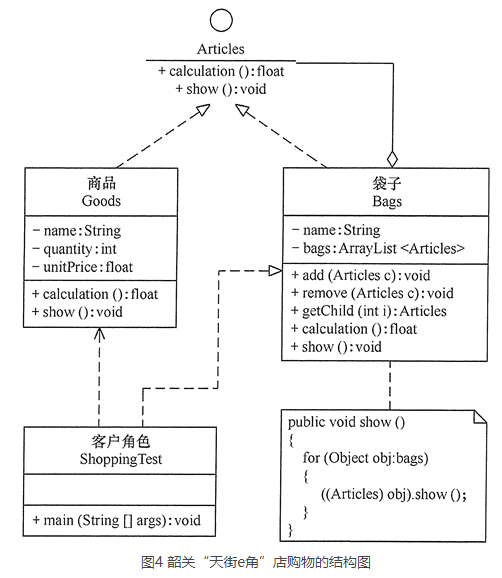 Articles
+ calculation ():float
+ show ():void
商品
Goods
- name:String
- quantity:int
- unitPrice:float
+ calculation ():float
+ show ():void
袋子
Bags
- name:String
- bags:ArrayList <Articles>
+ add (Articles c):void
+ remove (Articles c):void
+ getChild (int i):Articles
+ calculation ():float
+ show ():void
客户角色
ShoppingTest
+ main (String [] args):void
public void show ()
{
for (Object obj:bags)
{
((Articles) obj).show ();
}
}
图4 韶关“天街e角”店购物的结构图